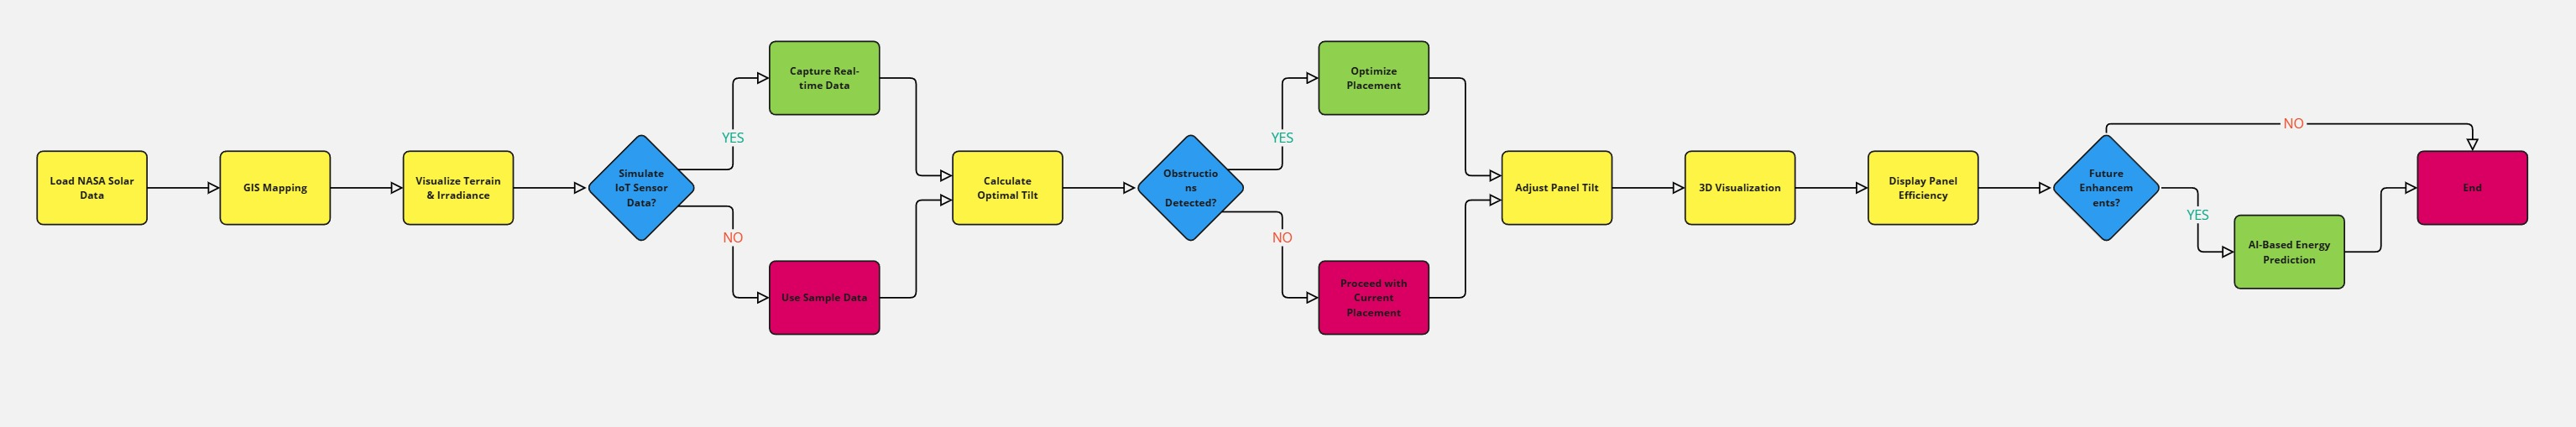 Load NASA Solar
Data
GIS Mapping
Visualize Terrain
& Irradiance
Simulate
IoT Sensor
Data?
YES
Capture Real-
time Data
NO
Use Sample Data
Calculate
Optimal Tilt
Obstructio
ns
Detected?
YES
Optimize
Placement
NO
Proceed with
Current
Placement
Adjust Panel Tilt
3D Visualization
Display Panel
Efficiency
Future
Enhancem
ents?
NO
YES
AI-Based Energy
Prediction
End